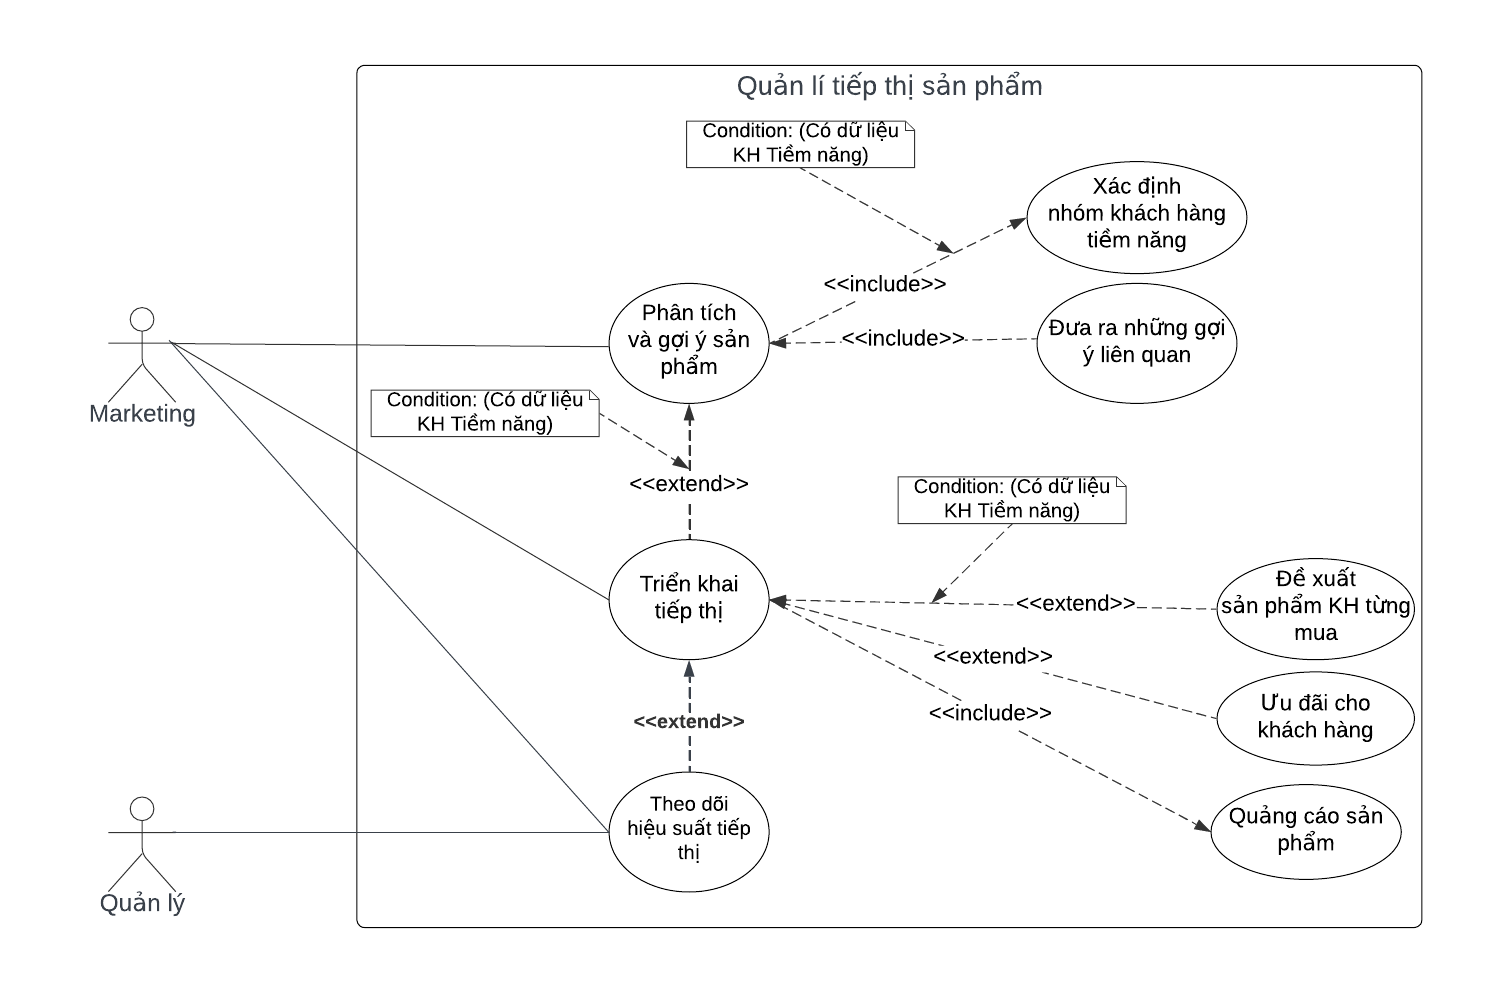 Quản lí tiếp thị sản phẩm
Condition: (Có dữ liệu
KH Tiềm năng)
Xác định
nhóm khách hàng
tiềm năng
<<include>>
Phân tích
và gợi ý sản
phẩm
<<include>>
Đưa ra những gợi
ý liên quan
Marketing
Condition: (Có dữ liệu
KH Tiềm năng)
<<extend>>
Condition: (Có dữ liệu
KH Tiềm năng)
Triển khai
tiếp thị
<<extend>>
Đề xuất
sản phẩm KH từng
mua
<<extend>>
Ưu đãi cho
khách hàng
<<include>>
<<extend>>
Quảng cáo sản
phẩm
Theo dõi
hiệu suất tiếp
thị
Quản lý